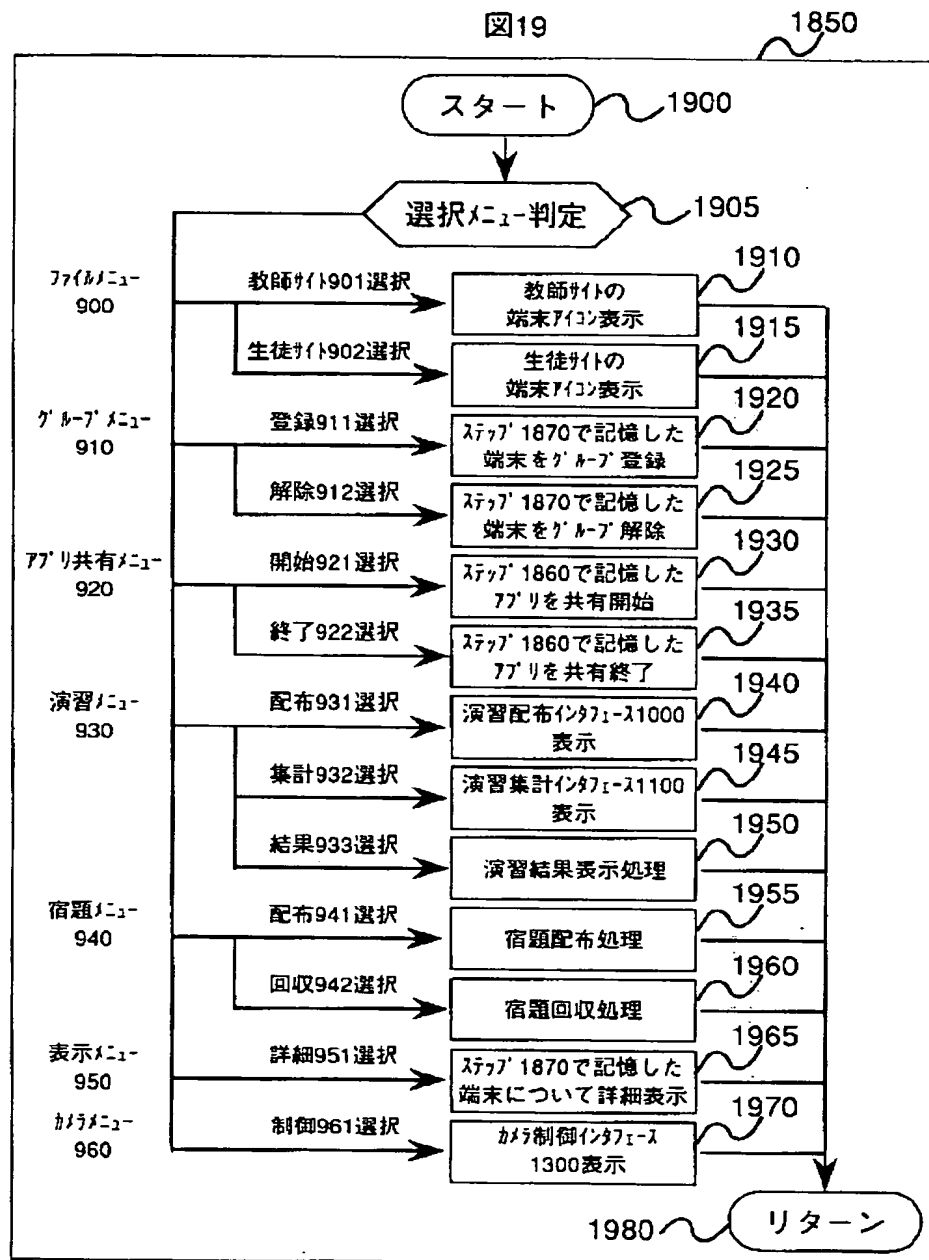 図19
1850
スタート
1900
選択ﾒﾆｭｰ判定
1905
ﾌｧｲﾙﾒﾆｭｰ
900
教師ｻｲﾄ901選択
教師ｻｲﾄの
端末ｱｲｺﾝ表示
1910
生徒ｻｲﾄ902選択
生徒ｻｲﾄの
端末ｱｲｺﾝ表示
1915
ｸﾞﾙｰﾌﾟﾒﾆｭｰ
910
登録911選択
ｽﾃｯﾌﾟ1870で記憶した
端末をｸﾞﾙｰﾌﾟ登録
1920
解除912選択
ｽﾃｯﾌﾟ1870で記憶した
端末をｸﾞﾙｰﾌﾟ解除
1925
ｱﾌﾟﾘ共有ﾒﾆｭｰ
920
開始921選択
ｽﾃｯﾌﾟ1860で記憶した
ｱﾌﾟﾘを共有開始
1930
終了922選択
ｽﾃｯﾌﾟ1860で記憶した
ｱﾌﾟﾘを共有終了
1935
演習ﾒﾆｭｰ
930
配布931選択
演習配布ｲﾝﾀﾌｪｰｽ1000
表示
1940
集計932選択
演習集計ｲﾝﾀﾌｪｰｽ1100
表示
1945
結果933選択
演習結果表示処理
1950
宿題ﾒﾆｭｰ
940
配布941選択
宿題配布処理
1955
回収942選択
宿題回収処理
1960
表示ﾒﾆｭｰ
950
詳細951選択
ｽﾃｯﾌﾟ1870で記憶した
端末について詳細表示
1965
ｶﾒﾗﾒﾆｭｰ
960
制御961選択
ｶﾒﾗ制御ｲﾝﾀﾌｪｰｽ
1300表示
1970
1980
リターン